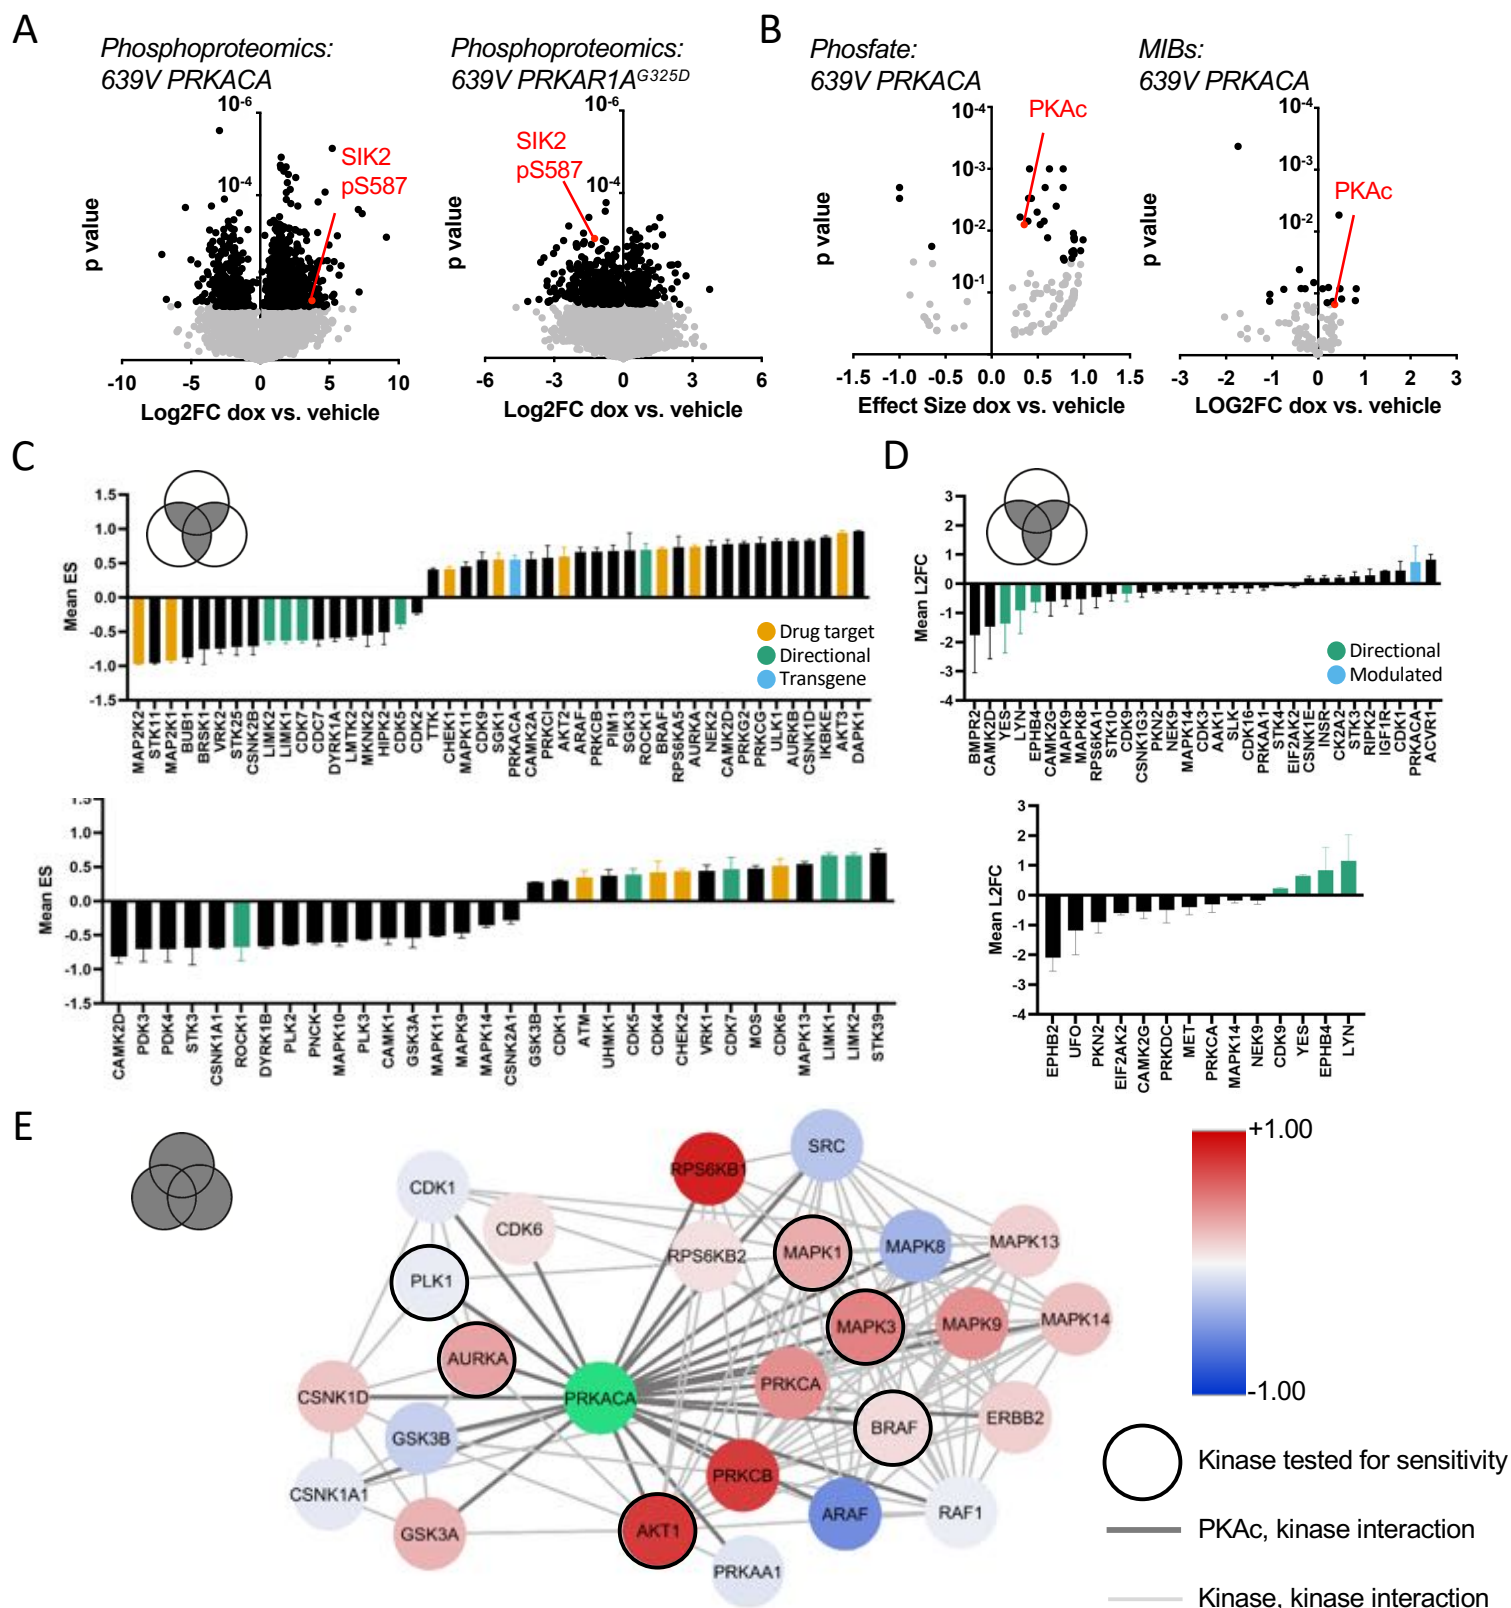 A
Phosphoproteomics:
639V PRKACA
Phosphoproteomics:
639V PRKAR1A^G325D
10-6
10-4
SIK2
pS587
p value
-10 -5 0 5 10
Log2FC dox vs. vehicle
10-6
10-4
SIK2
pS587
p value
-6 -3 0 3 6
Log2FC dox vs. vehicle
B
Phosfate:
639V PRKACA
MIBs:
639V PRKACA
10-4
10-3
10-2
10-1
PKAc
p value
-1.5 -1.0 -0.5 0.0 0.5 1.0 1.5
Effect Size dox vs. vehicle
10-4
10-3
10-2
PKAc
p value
-3 -2 -1 0 1 2 3
LOG2FC dox vs. vehicle
C
1.5
1.0
0.5
0.0
-0.5
-1.0
-1.5
Mean ES
Drug target
Directional
Transgene
MAP2K2 STK11 MAP2K1 BUB1 BRSK1 VRK2 STK25 CSNK2B LIMK2 LIMK1 CDK7 CDC7 DYRK1A LMTK2 MKNK2 HIPK2 CDK5 CDK2 TTK CHEK1 MAPK11 CDK9 SGK1 PRKACA CAMK2A PRKCI AKT2 ARAF PRKCB PIM1 SGK3 ROCK1 BRAF RPS6KA5 AURKA NEK2 CAMK2D PRKG2 PRKCG ULK1 AURKB CSNK1D IKBKE AKT3 DAPK1
1.5
1.0
0.5
0.0
-0.5
-1.0
-1.5
Mean ES
CAMK2D PDK3 PDK4 STK3 CSNK1A1 ROCK1 DYRK1B PLK2 PNCK MAPK10 PLK3 CAMK1 GSK3A MAPK11 MAPK9 MAPK14 CSNK2A1 GSK3B CDK1 ATM UHMK1 CDK5 CDK4 CHEK2 VRK1 CDK7 MOS CDK6 MAPK13 LIMK1 LIMK2 STK39
D
3
2
1
0
-1
-2
-3
-4
Mean L2FC
Directional
Modulated
BMPR2 CAMK2D YES LYN EPHB4 CAMK2G MAPK9 MAPK8 RPS6KA1 STK10 CDK9 CSNK1G3 PKN2 NEK9 MAPK14 CDK3 AAK1 SLK CDK16 PRKAA1 STK4 EIF2AK2 CSNK1E INSR CK2A2 STK3 RIPK2 IGF1R CDK1 PRKACA ACVR1
3
2
1
0
-1
-2
-3
-4
Mean L2FC
EPHB2 UFO PKN2 EIF2AK2 CAMK2G PRKDC MET PRKCA MAPK14 NEK9 CDK9 YES EPHB4 LYN
E
SRC
RPS6KB1
CDK1
CDK6
RPS6KB2
MAPK1
MAPK8
MAPK13
PLK1
MAPK3
MAPK9
MAPK14
AURKA
CSNK1D
PRKACA
PRKCA
ERBB2
GSK3B
BRAF
PRKCB
CSNK1A1
GSK3A
AKT1
ARAF
RAF1
PRKAA1
+1.00
-1.00
Kinase tested for sensitivity
PKAc, kinase interaction
Kinase, kinase interaction